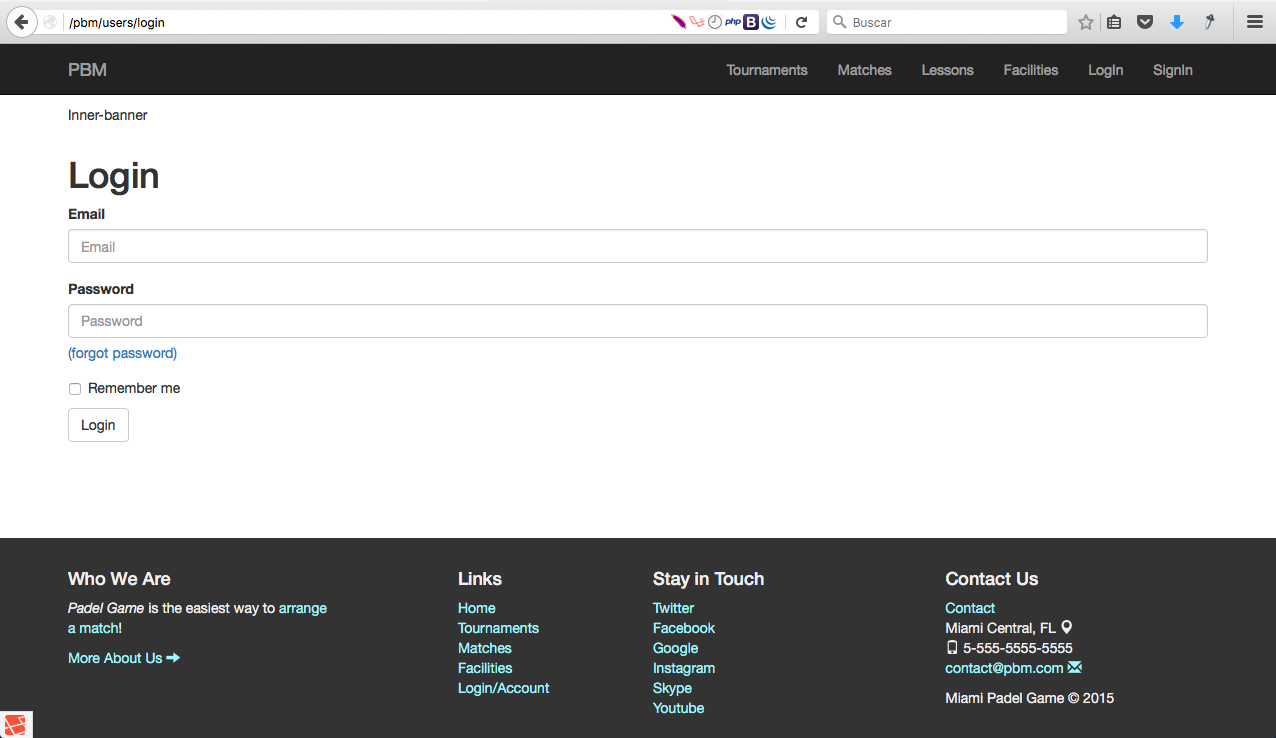 /pbm/users/login
php
B
Buscar
PBM
Tournaments
Matches
Lessons
Facilities
LogIn
SignIn
Inner-banner
Login
Email
Email
Password
Password
(forgot password)
Remember me
Login
Who We Are
Padel Game is the easiest way to arrange
a match!
More About Us
Links
Home
Tournaments
Matches
Facilities
Login/Account
Stay in Touch
Twitter
Facebook
Google
Instagram
Skype
Youtube
Contact Us
Contact
Miami Central, FL
5-555-5555-5555
contact@pbm.com
Miami Padel Game © 2015